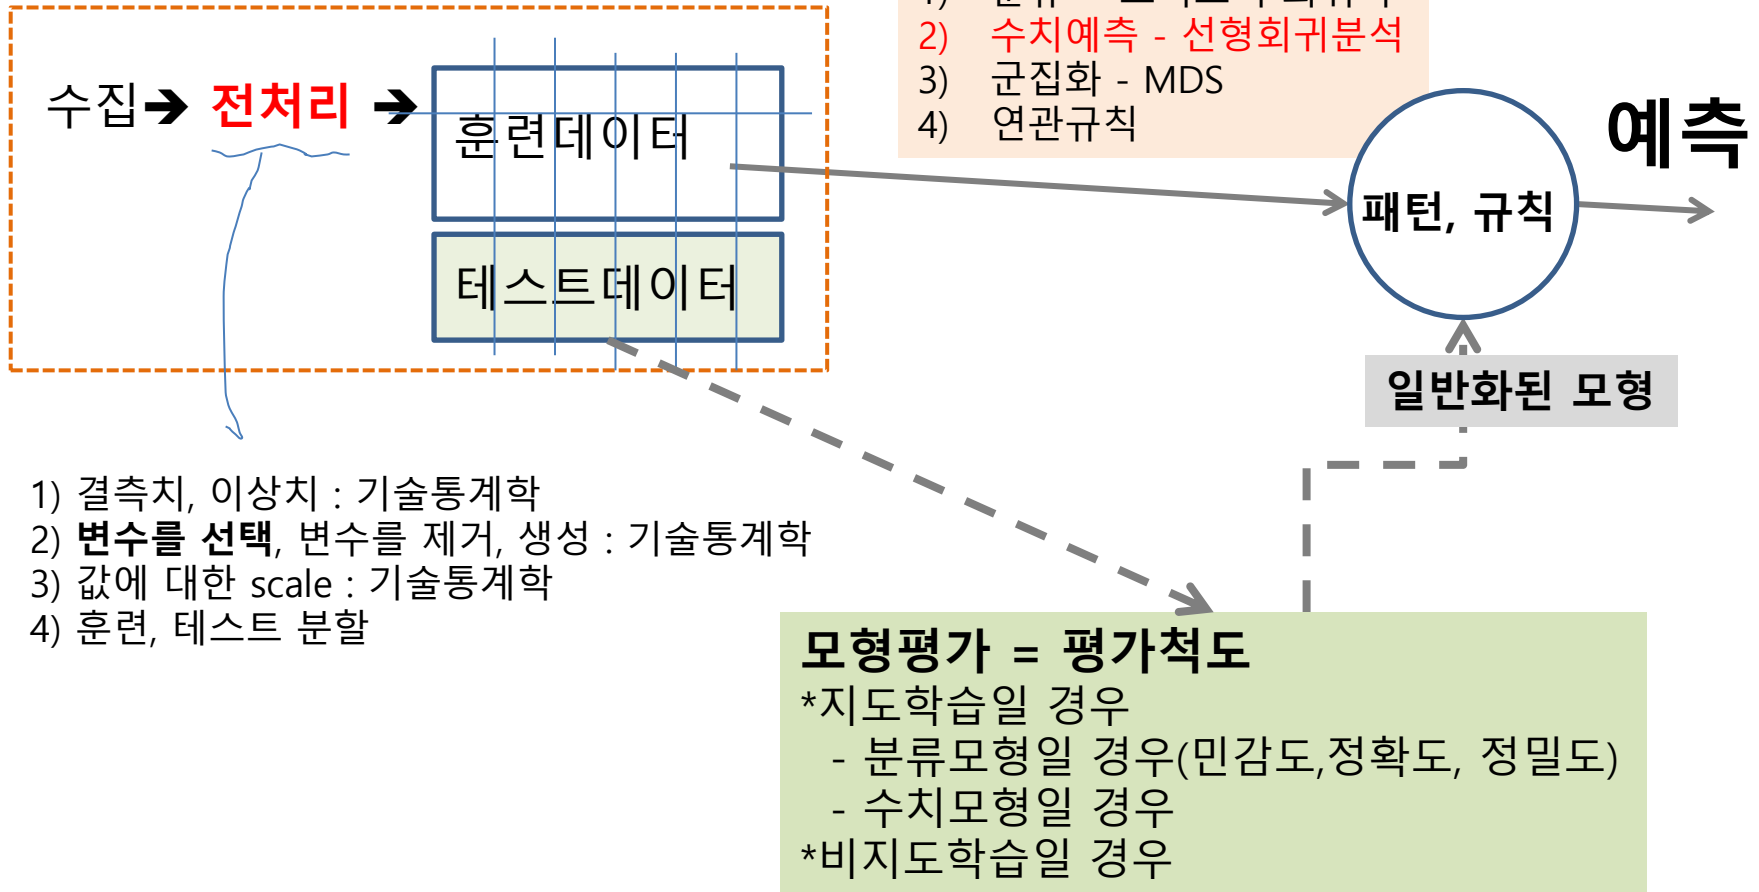 2) 수치예측 - 선형회귀분석
3) 군집화 - MDS
4) 연관규칙
수집➔ 전처리 ➔
훈련데이터
테스트데이터
패턴, 규칙
예측
일반화된 모형
1) 결측치, 이상치 : 기술통계학
2) 변수를 선택, 변수를 제거, 생성 : 기술통계학
3) 값에 대한 scale : 기술통계학
4) 훈련, 테스트 분할
모형평가 = 평가척도
*지도학습일 경우
- 분류모형일 경우(민감도,정확도, 정밀도)
- 수치모형일 경우
*비지도학습일 경우